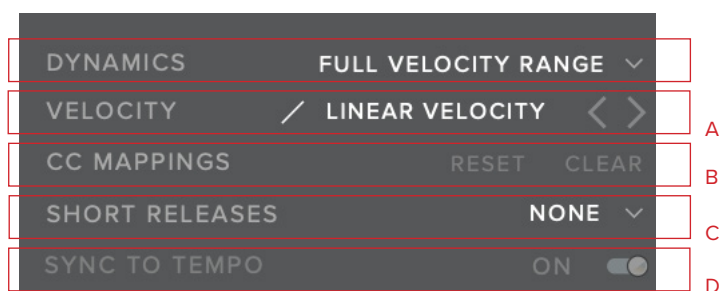 DYNAMICS FULL VELOCITY RANGE
VELOCITY LINEAR VELOCITY
A
CC MAPPINGS RESET CLEAR
B
SHORT RELEASES NONE
C
SYNC TO TEMPO ON
D